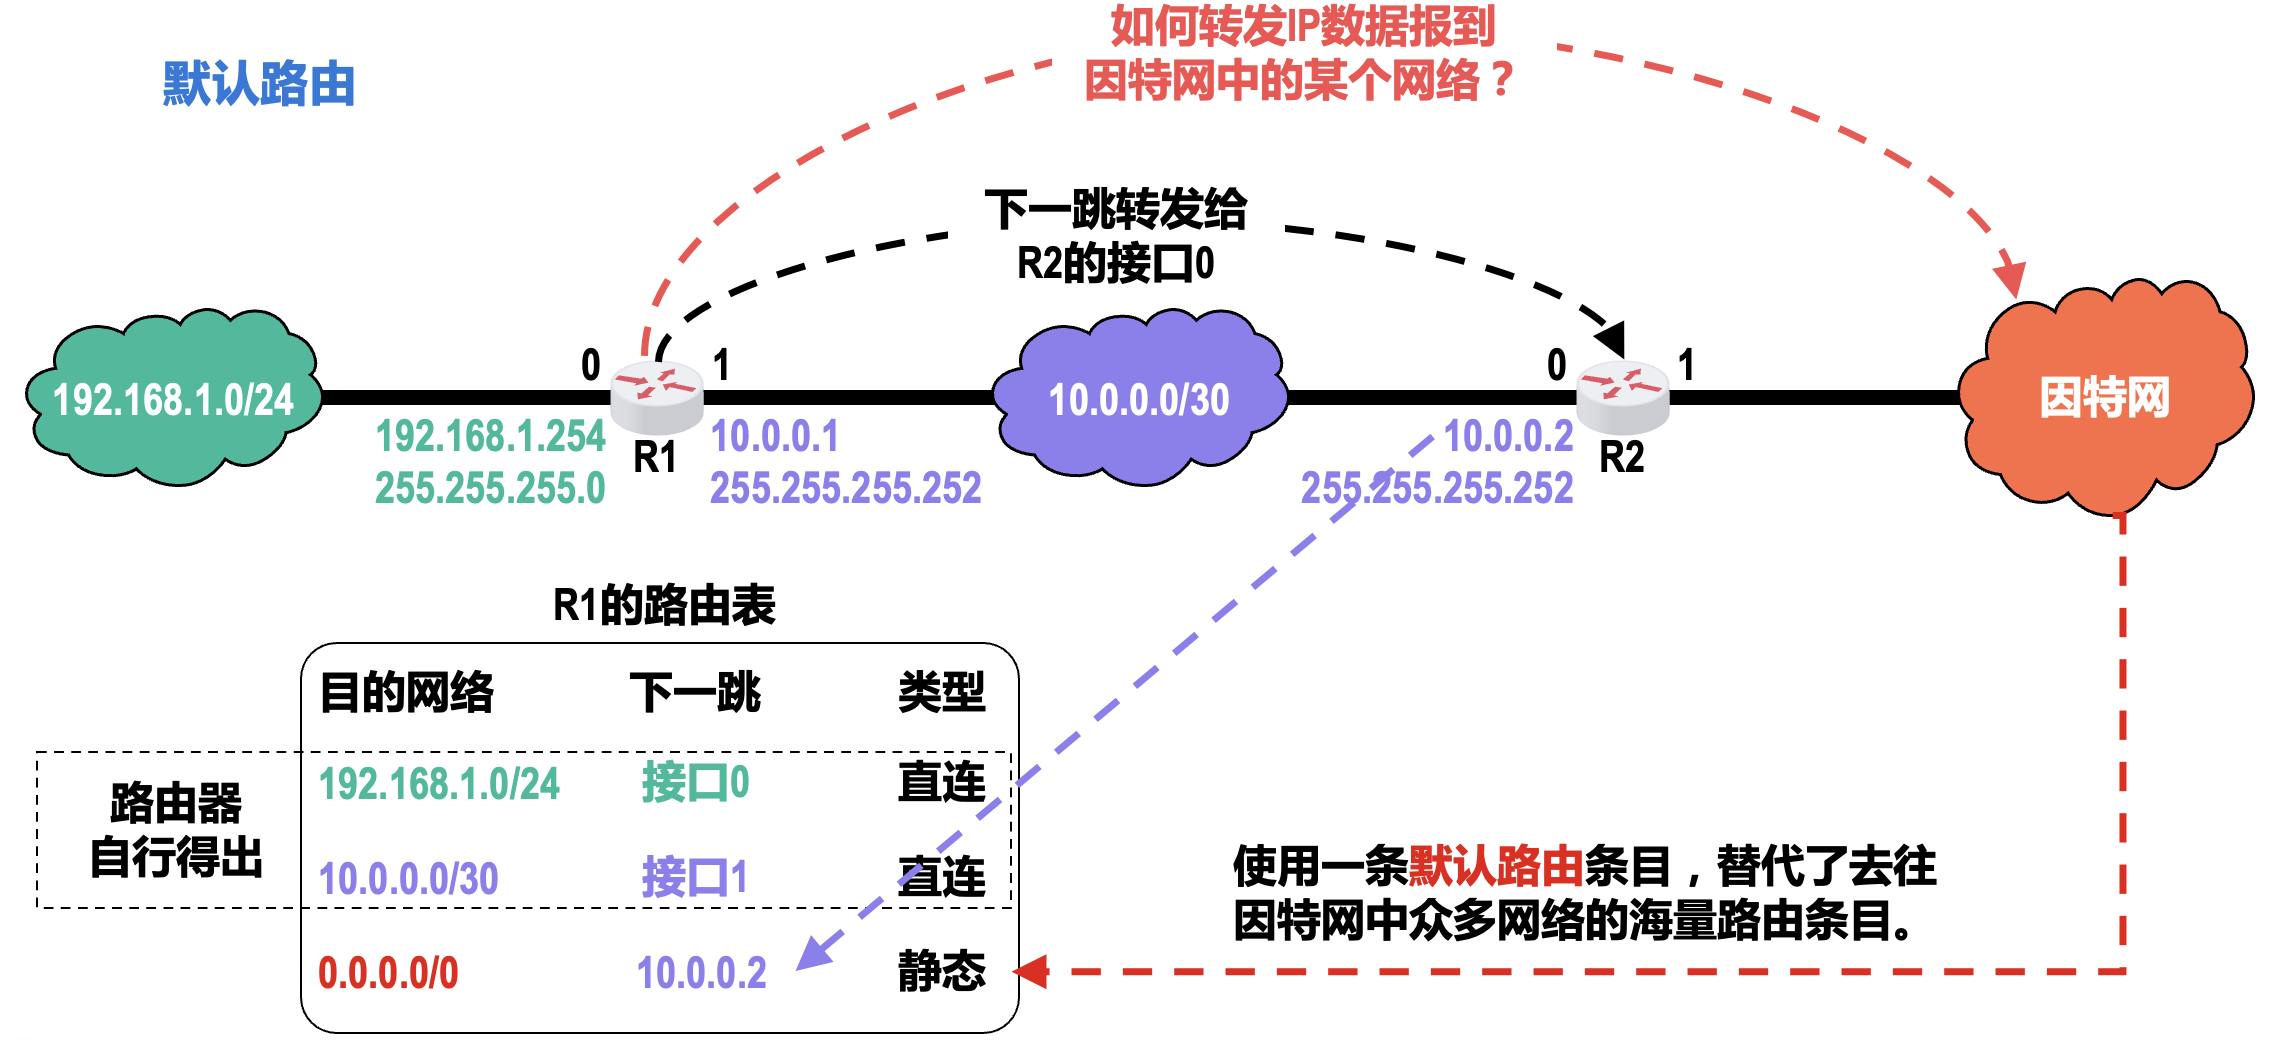 默认路由
如何转发IP数据报到
因特网中的某个网络？
下一跳转发给
R2的接口0
0
1
0
1
192.168.1.0/24
10.0.0.0/30
因特网
192.168.1.254
255.255.255.0
R1
10.0.0.1
255.255.255.252
10.0.0.2
255.255.255.252
R2
R1的路由表
目的网络 下一跳 类型
192.168.1.0/24 接口0 直连
10.0.0.0/30 接口1 直连
0.0.0.0/0 10.0.0.2 静态
路由器
自行得出
使用一条默认路由条目，替代了去往
因特网中众多网络的海量路由条目。